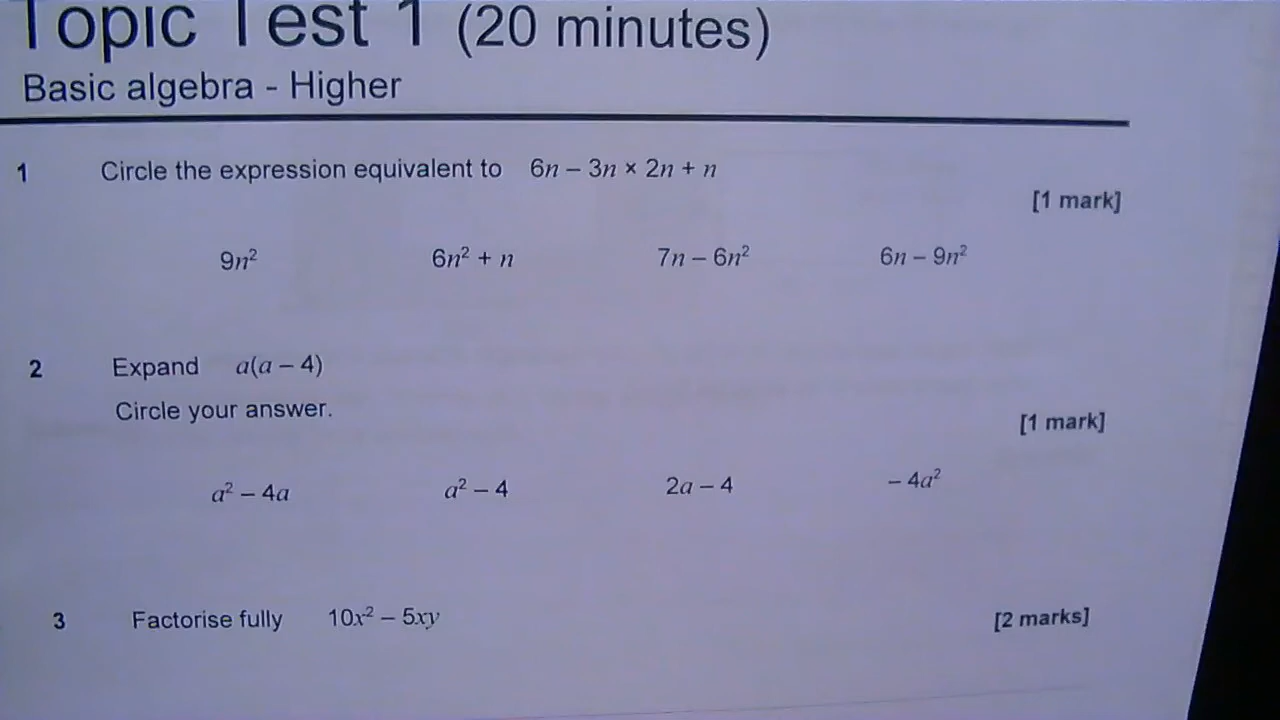 Topic Test 1 (20 minutes)
Basic algebra - Higher
1 Circle the expression equivalent to 6n – 3n × 2n + n
[1 mark]
9n² 6n² + n 7n – 6n² 6n – 9n²
2 Expand a(a – 4)
Circle your answer.
[1 mark]
a² – 4a a² – 4 2a – 4 – 4a²
3 Factorise fully 10x² – 5xy [2 marks]